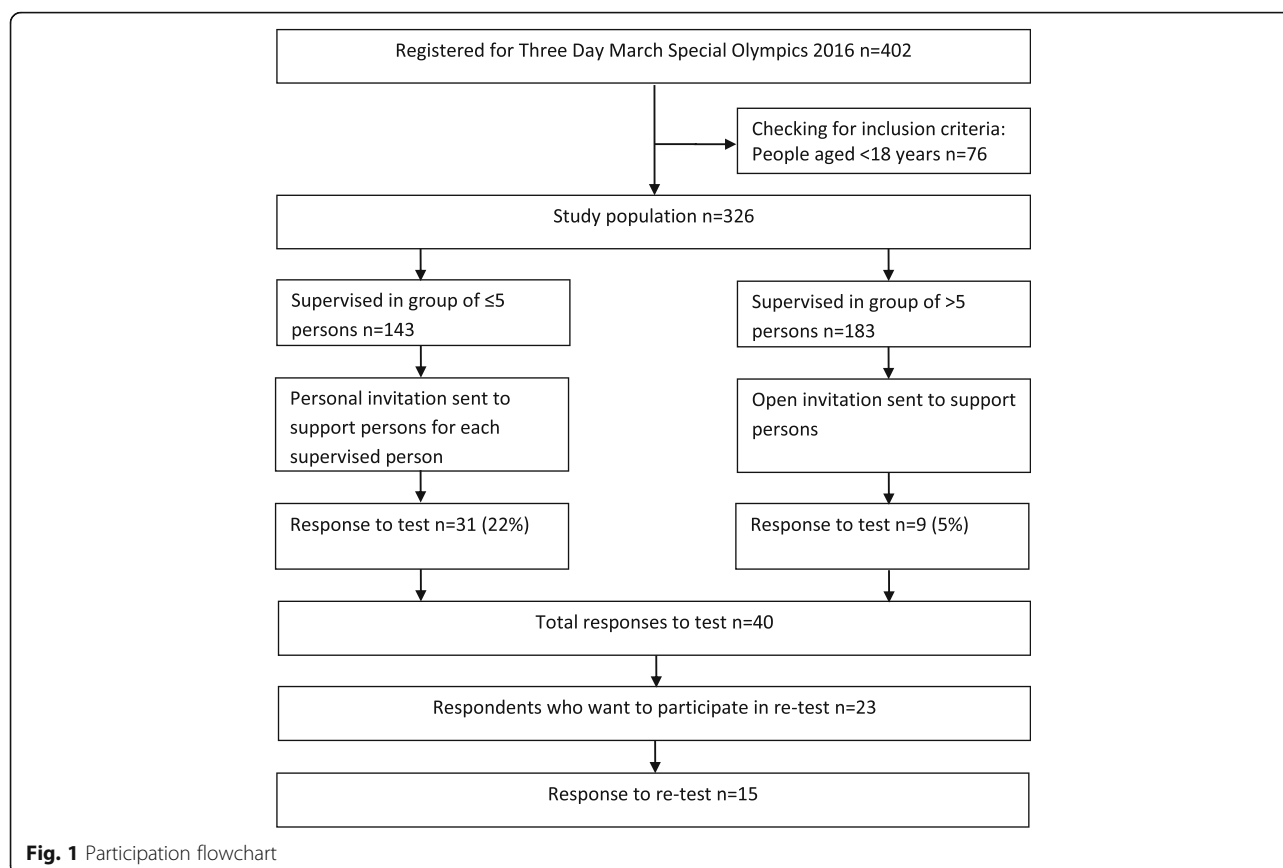 Registered for Three Day March Special Olympics 2016 n=402
Checking for inclusion criteria:
People aged <18 years n=76
Study population n=326
Supervised in group of ≤5
persons n=143
Supervised in group of >5
persons n=183
Personal invitation sent to
support persons for each
supervised person
Open invitation sent to support
persons
Response to test n=31 (22%)
Response to test n=9 (5%)
Total responses to test n=40
Respondents who want to participate in re-test n=23
Response to re-test n=15
Fig. 1 Participation flowchart